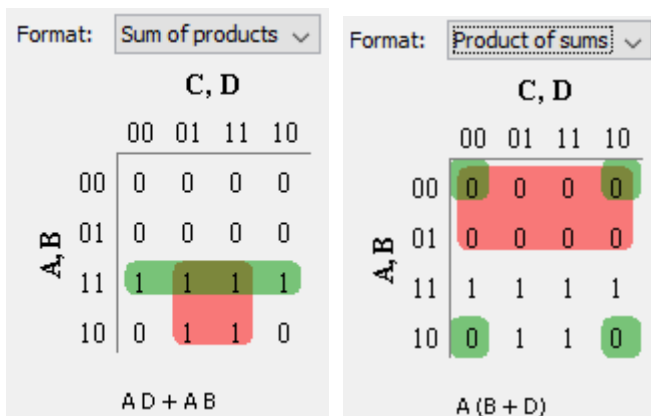 Format: Sum of products
C, D
00 01 11 10
A, B
00 0 0 0 0
01 0 0 0 0
11 1 1 1 1
10 0 1 1 0
A D + A B
Format: Product of sums
C, D
00 01 11 10
A, B
00 0 0 0 0
01 0 0 0 0
11 1 1 1 1
10 0 1 1 0
A (B + D)